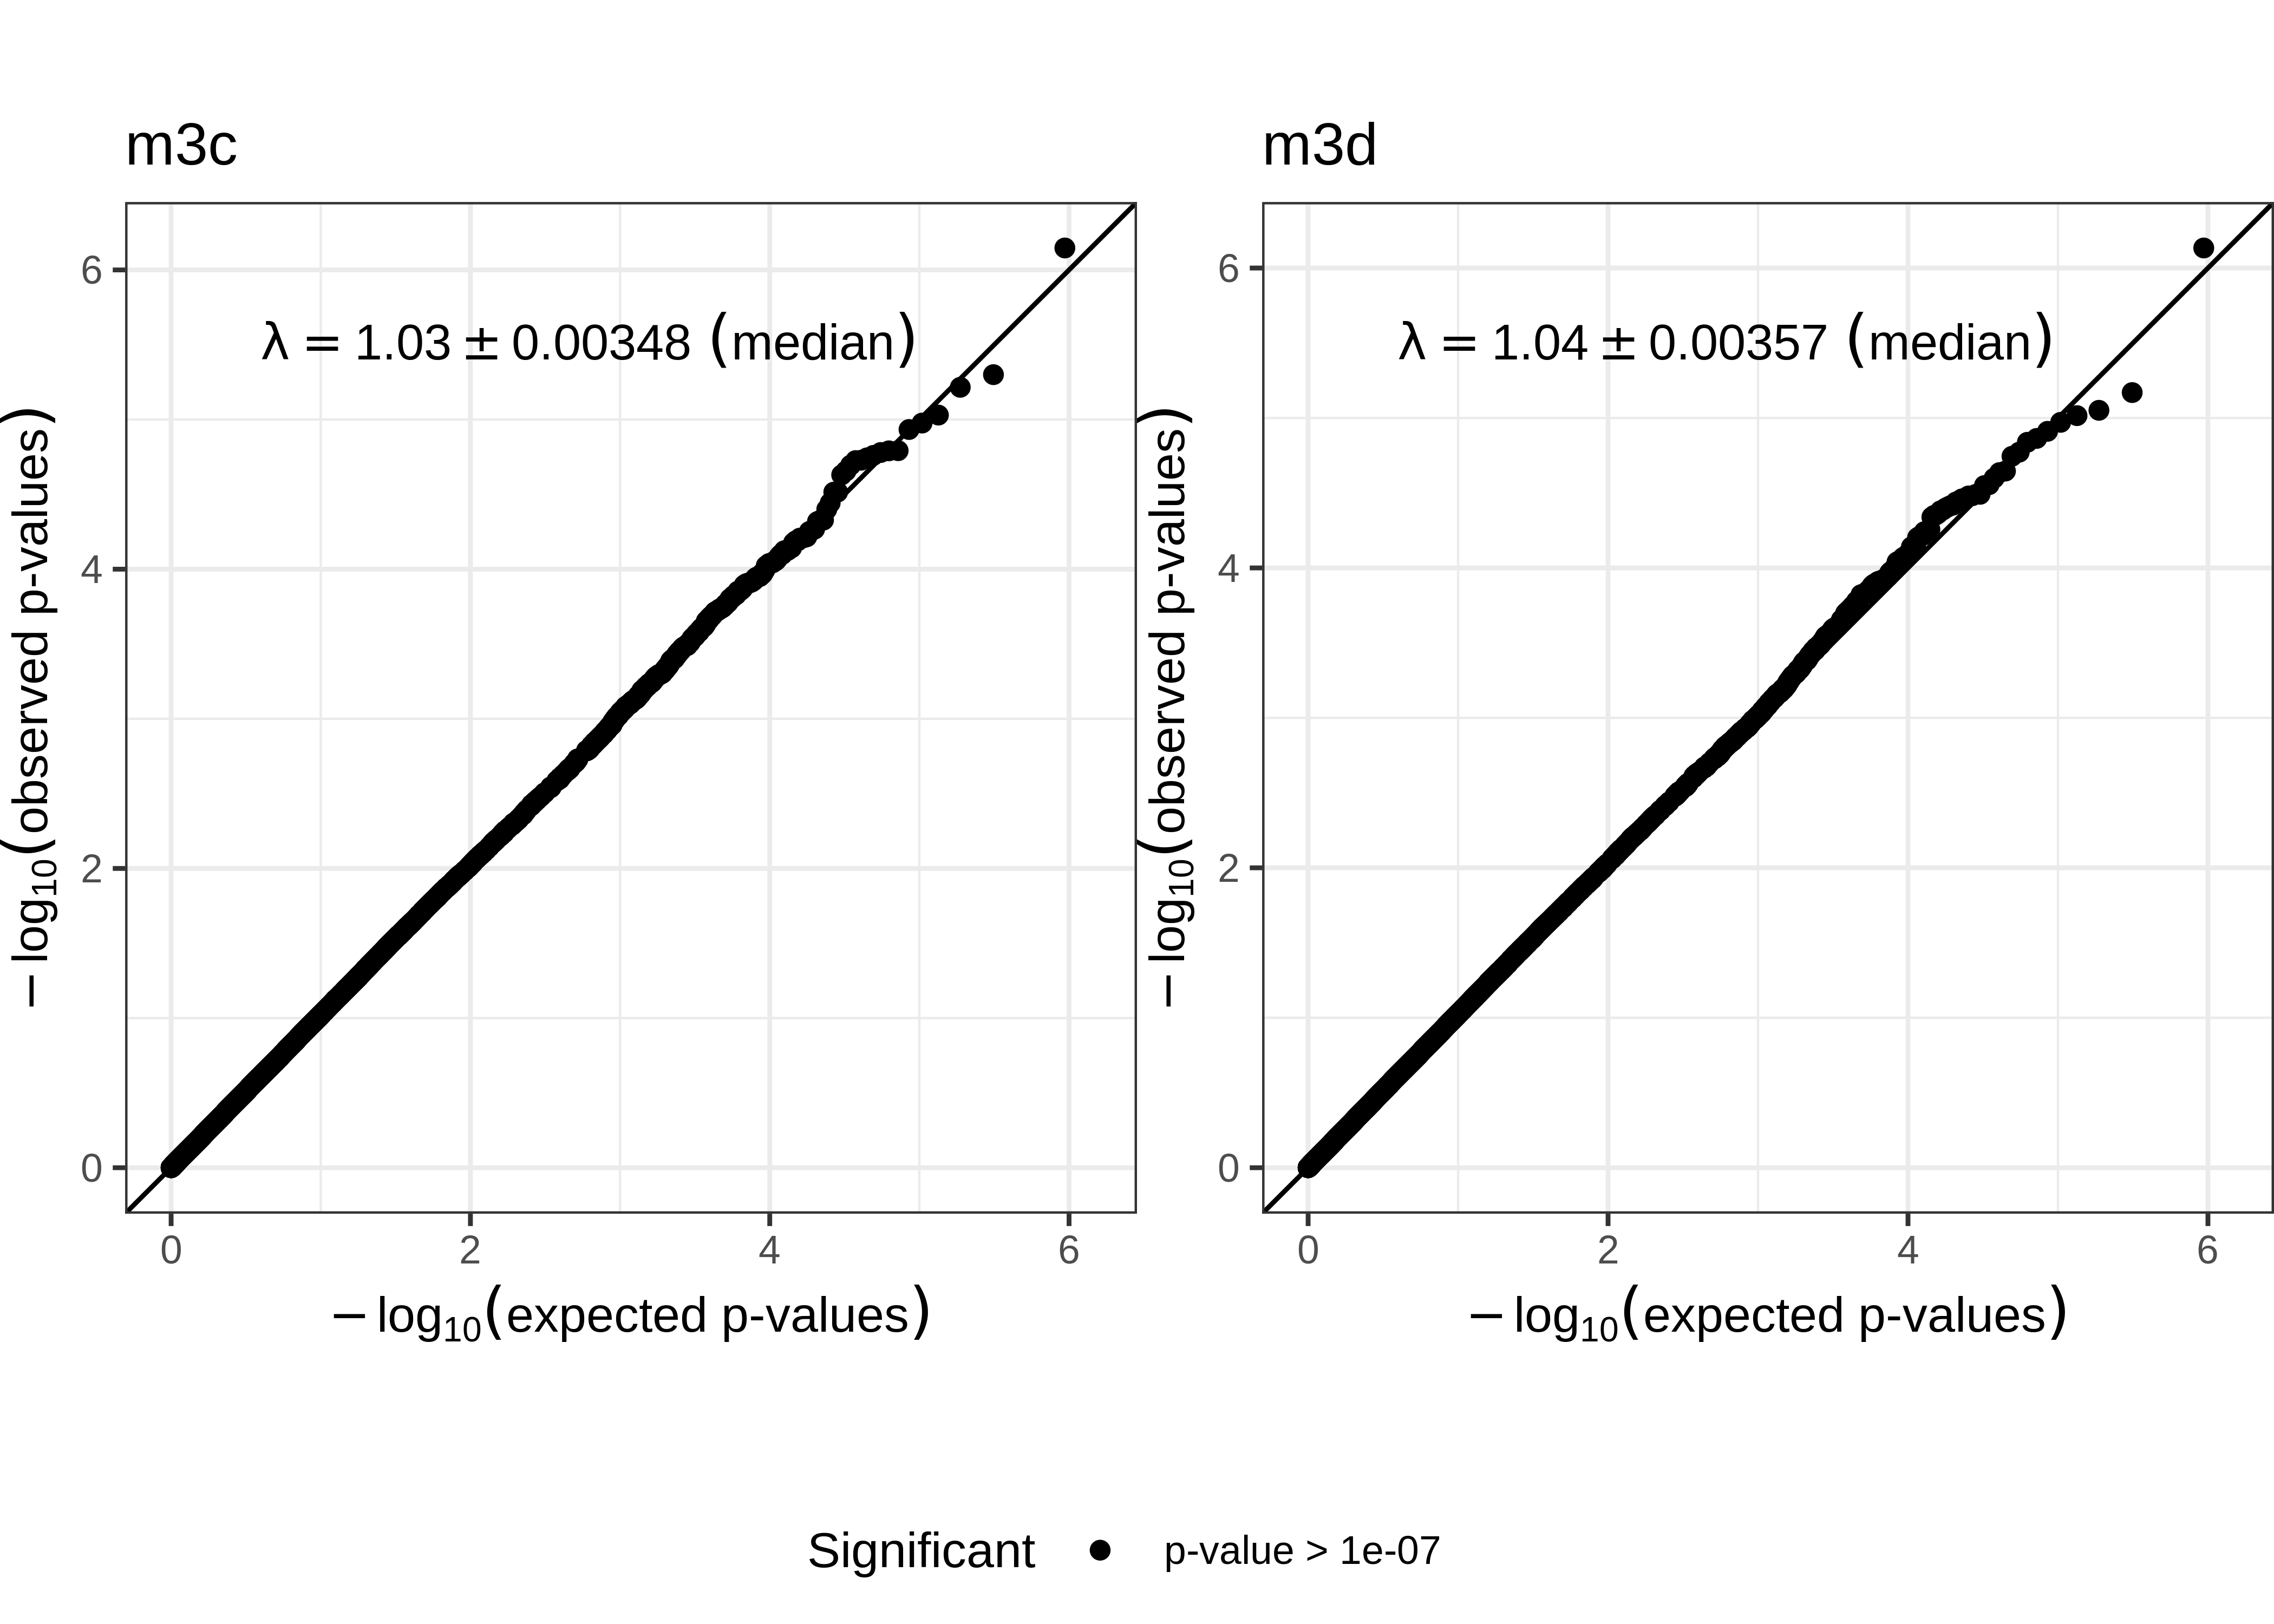 m3c
6
4
2
0
λ = 1.03 ± 0.00348 (median)
− log10(observed p-values)
0 2 4 6
− log10(expected p-values)
m3d
6
4
2
0
λ = 1.04 ± 0.00357 (median)
− log10(observed p-values)
0 2 4 6
− log10(expected p-values)
Significant p-value > 1e-07